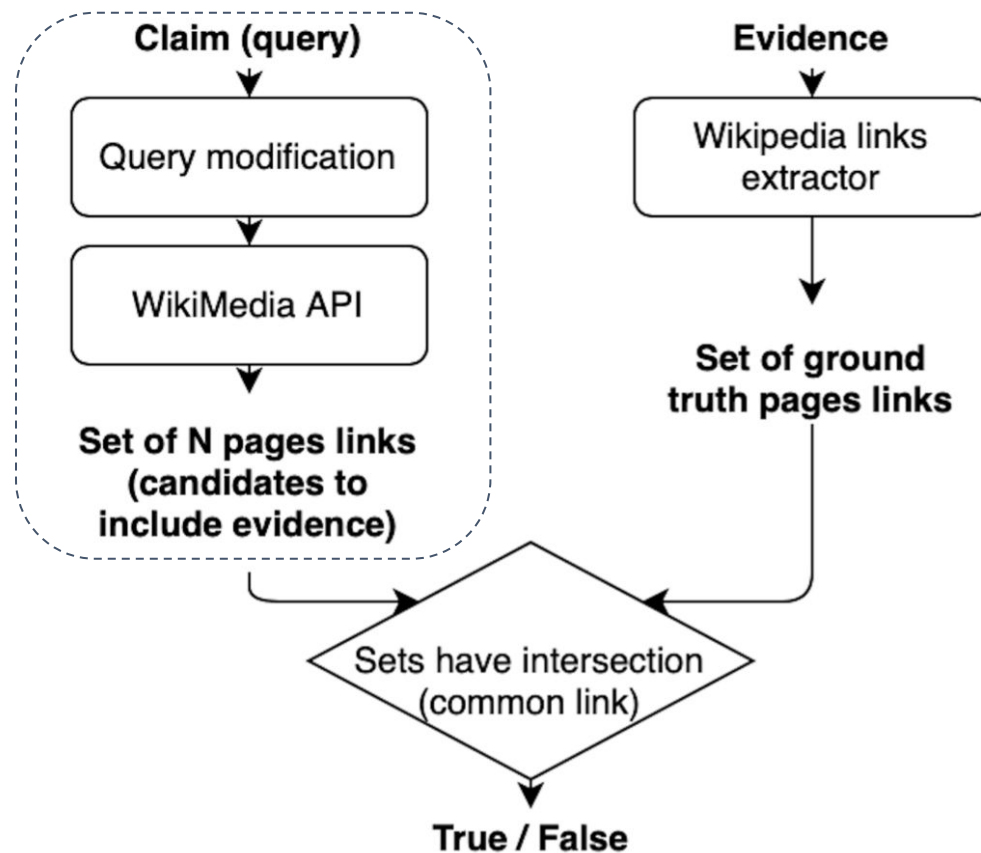 Claim (query)
Query modification
WikiMedia API
Set of N pages links
(candidates to
include evidence)
Evidence
Wikipedia links
extractor
Set of ground
truth pages links
Sets have intersection
(common link)
True / False